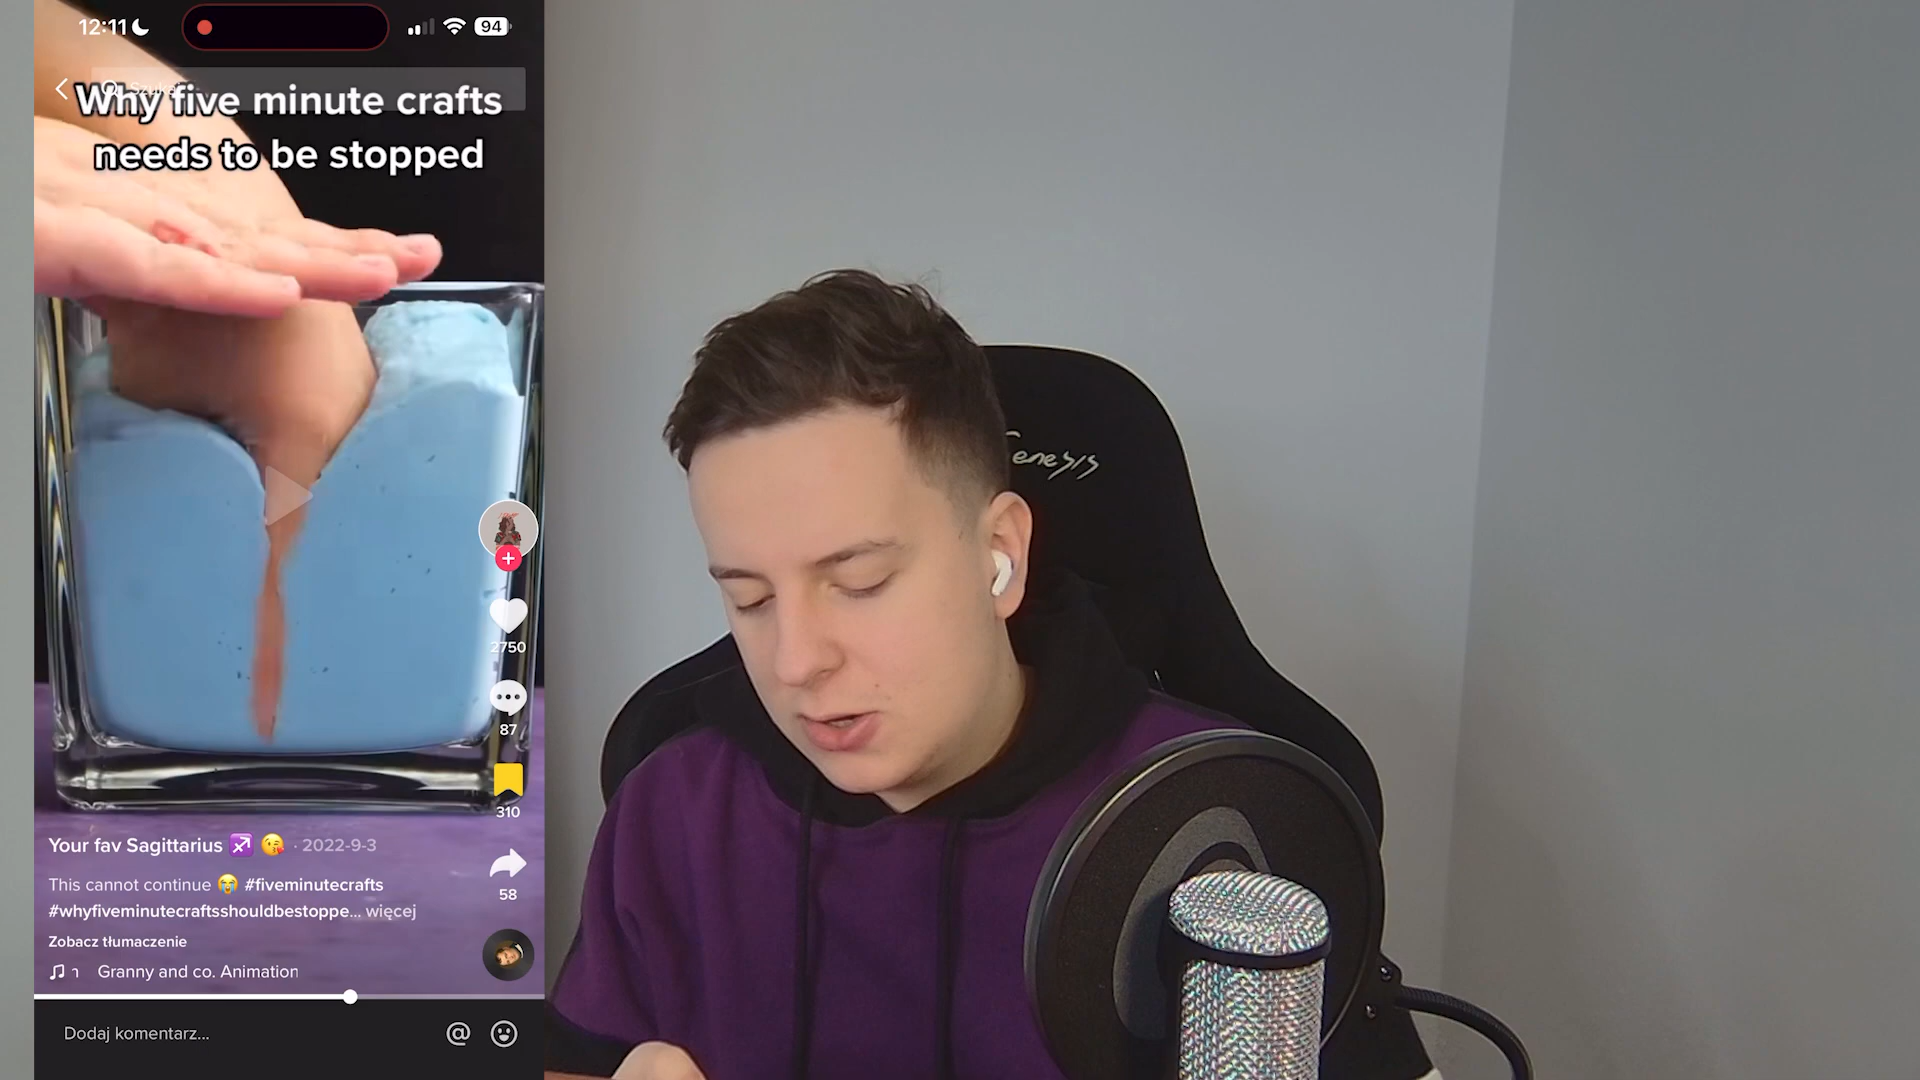 12:11
94
Szukaj
Why five minute crafts
needs to be stopped
Genesis
2750
87
310
58
Your fav Sagittarius · 2022-9-3
This cannot continue 😭 #fiveminutecrafts
#whyfiveminutecraftsshouldbestoppe... więcej
Zobacz tłumaczenie
Granny and co. Animation
Dodaj komentarz...